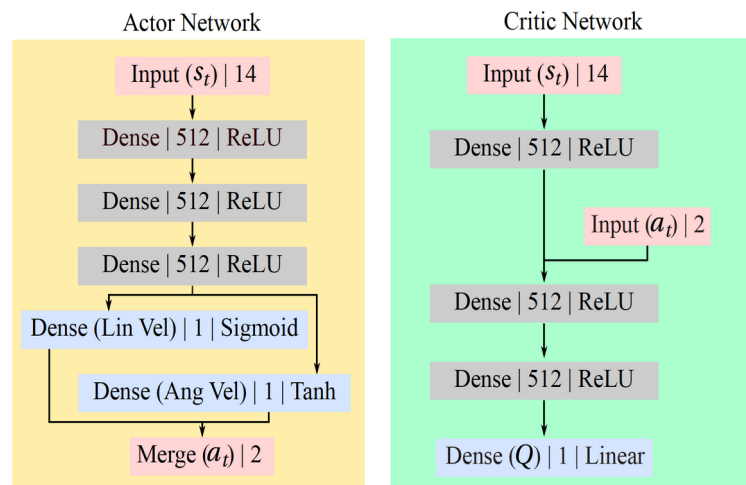 Actor Network
Input (s_t) | 14
Dense | 512 | ReLU
Dense | 512 | ReLU
Dense | 512 | ReLU
Dense (Lin Vel) | 1 | Sigmoid
Dense (Ang Vel) | 1 | Tanh
Merge (a_t) | 2
Critic Network
Input (s_t) | 14
Dense | 512 | ReLU
Input (a_t) | 2
Dense | 512 | ReLU
Dense | 512 | ReLU
Dense (Q) | 1 | Linear